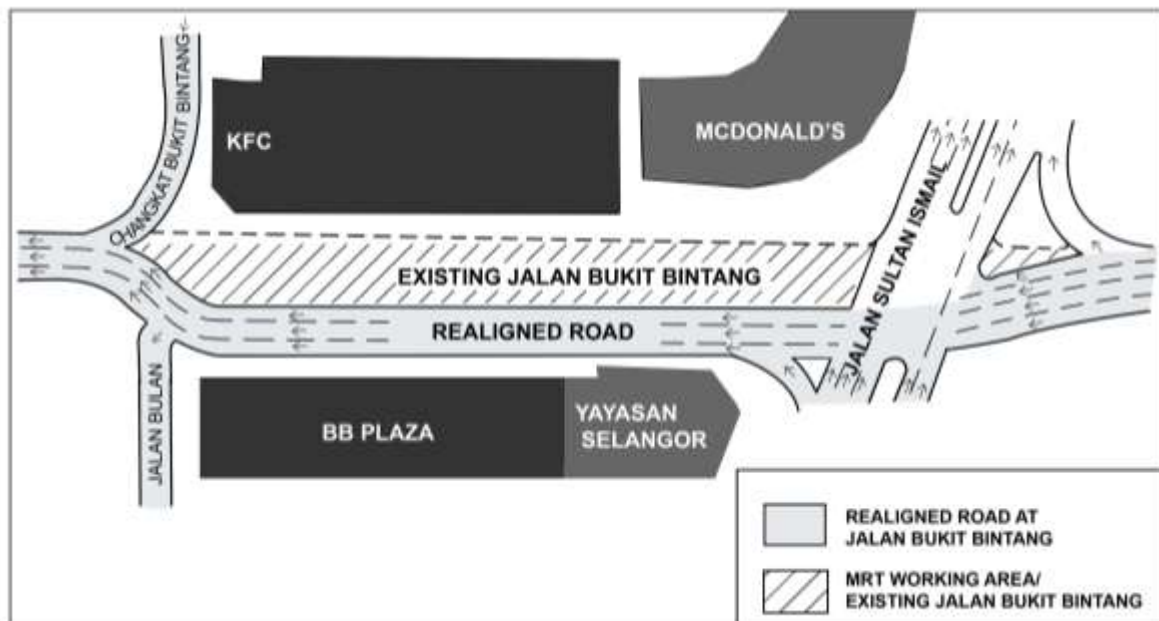 CHANGKAT BUKIT BINTANG
KFC
MCDONALD'S
JALAN SULTAN ISMAIL
EXISTING JALAN BUKIT BINTANG
REALIGNED ROAD
JALAN BULAN
BB PLAZA
YAYASAN
SELANGOR
REALIGNED ROAD AT
JALAN BUKIT BINTANG
MRT WORKING AREA/
EXISTING JALAN BUKIT BINTANG